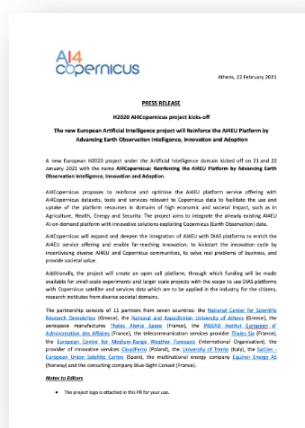 AI4
copernicus
Athens, 22 February 2021
PRESS RELEASE
H2020 AI4Copernicus project kicks-off
The new European Artificial Intelligence project will Reinforce the AI4EU Platform by
Advancing Earth Observation Intelligence, Innovation and Adoption
A new European H2020 project under the Artificial Intelligence domain kicked off on 21 and 22
January 2021 with the name AI4Copernicus: Reinforcing the AI4EU Platform by Advancing Earth
Observation Intelligence, Innovation and Adoption.
AI4Copernicus proposes to reinforce and optimise the AI4EU platform service offering with
AI4Copernicus datasets, tools and services relevant to Copernicus data to facilitate the use and
uptake of the platform resources in domains of high economic and societal impact, such as in
Agriculture, Health, Energy and Security. The project aims to integrate the already existing AI4EU
AI-on-demand platform with innovative solutions exploring Copernicus (Earth Observation) data.
AI4Copernicus will expand and deepen the integration of AI4EU with DIAS platforms to enrich the
AI4EU service offering and enable far-reaching innovation; to kickstart the innovation cycle by
incentivising diverse AI4EU and Copernicus communities, to solve real problems of business, and
provide societal value.
Additionally, the project will create an open call platform, through which funding will be made
available for small-scale experiments and larger scale projects with the scope to use DIAS platforms
with Copernicus satellite and services data which are to be applied in the industry, for the citizens,
research institutes from diverse societal domains.
The partnership consists of 11 partners from seven countries: the National Center for Scientific
Research Demokritos (Greece), the National and Kapodistrian University of Athens (Greece), the
aerospace manufactures Thales Alenia Space (France), the INSEAD Institut Européen d'
Administration des Affaires (France), the telecommunication service provider Thales Six (France),
the European Centre for Medium-Range Weather Forecasts (International Organisation), the
provider of innovative services CloudFerro (Poland), the University of Trento (Italy), the SatCen -
European Union Satellite Centre (Spain), the multinational energy company Equinor Energy AS
(Norway) and the consulting company Blue-Sight Conseil (France).
Notes to Editors
• The project logo is attached in this PR for your use.